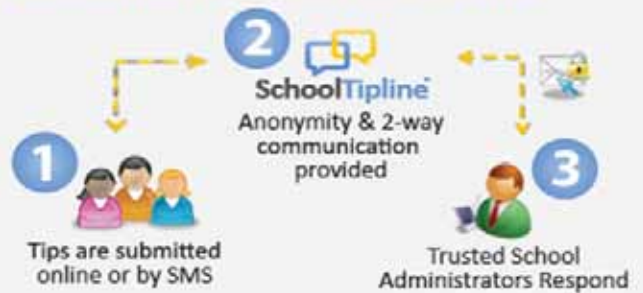 1
Tips are submitted
online or by SMS
2
SchoolTipline
Anonymity & 2-way
communication
provided
3
Trusted School
Administrators Respond